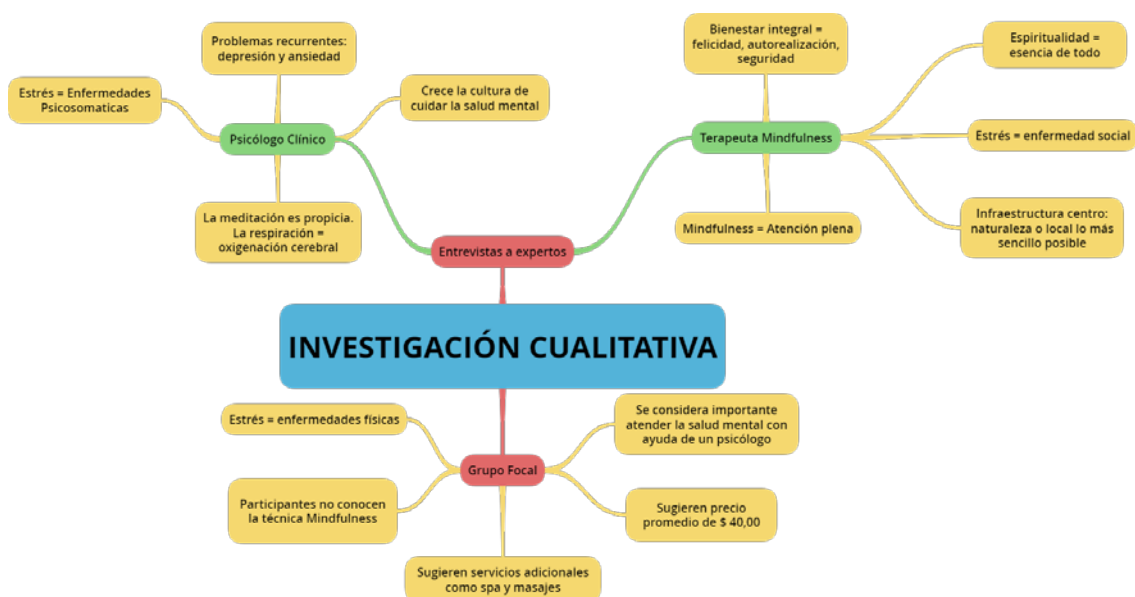 Problemas recurrentes:
depresión y ansiedad
Estrés = Enfermedades
Psicosomaticas
Crece la cultura de
cuidar la salud mental
Psicólogo Clínico
La meditación es propicia.
La respiración =
oxigenación cerebral
Bienestar integral =
felicidad, autorealización,
seguridad
Espiritualidad =
esencia de todo
Terapeuta Mindfulness
Estrés = enfermedad social
Mindfulness = Atención plena
Infraestructura centro:
naturaleza o local lo más
sencillo posible
Entrevistas a expertos
INVESTIGACIÓN CUALITATIVA
Estrés = enfermedades físicas
Se considera importante
atender la salud mental con
ayuda de un psicólogo
Grupo Focal
Participantes no conocen
la técnica Mindfulness
Sugieren precio
promedio de $ 40,00
Sugieren servicios adicionales
como spa y masajes